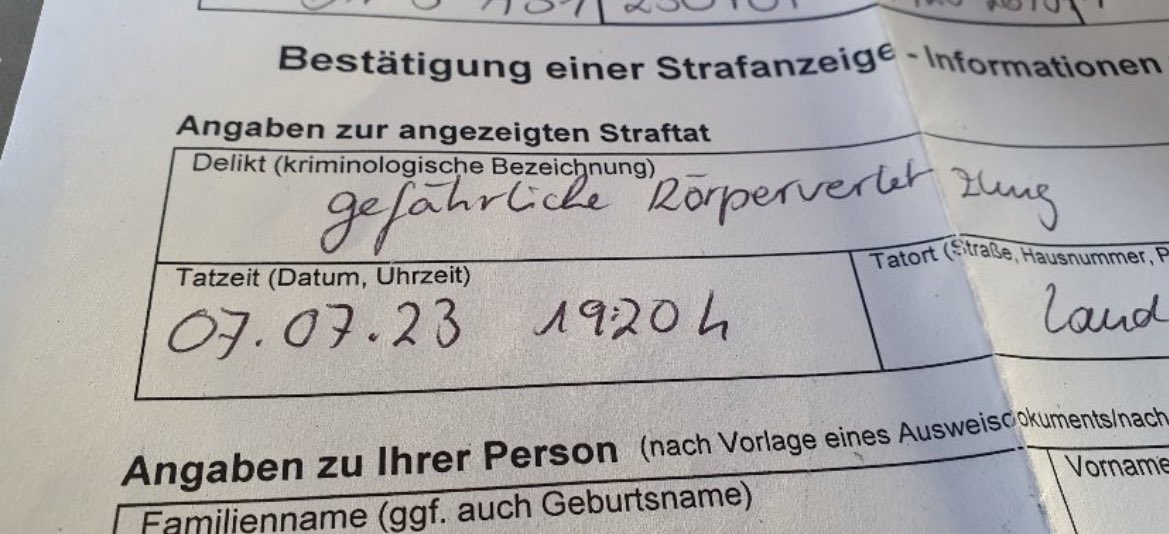 Bestätigung einer Strafanzeige - Informationen
Angaben zur angezeigten Straftat
Delikt (kriminologische Bezeichnung)
gefährliche Körperverletzung
Tatzeit (Datum, Uhrzeit)
Tatort (Straße, Hausnummer, P
07.07.23 19:20 h
Land
Angaben zu Ihrer Person (nach Vorlage eines Ausweisdokuments/nach
Familienname (ggf. auch Geburtsname)
Vorname